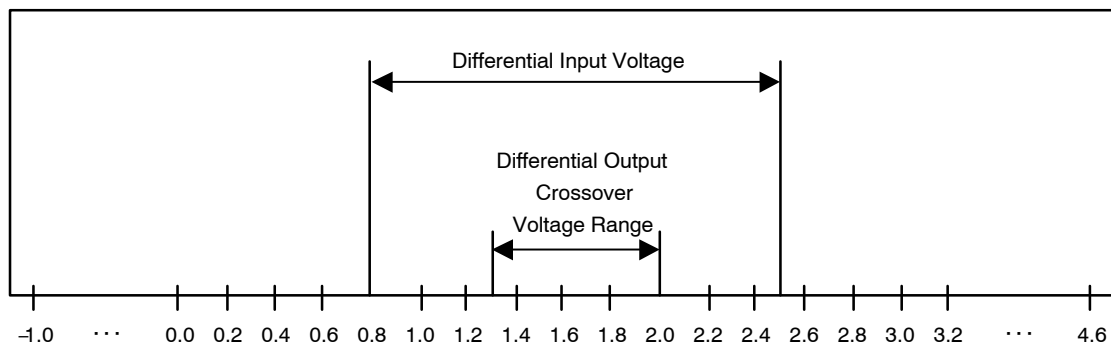 Differential Input Voltage
Differential Output
Crossover
Voltage Range
–1.0 ··· 0.0 0.2 0.4 0.6 0.8 1.0 1.2 1.4 1.6 1.8 2.0 2.2 2.4 2.6 2.8 3.0 3.2 ··· 4.6